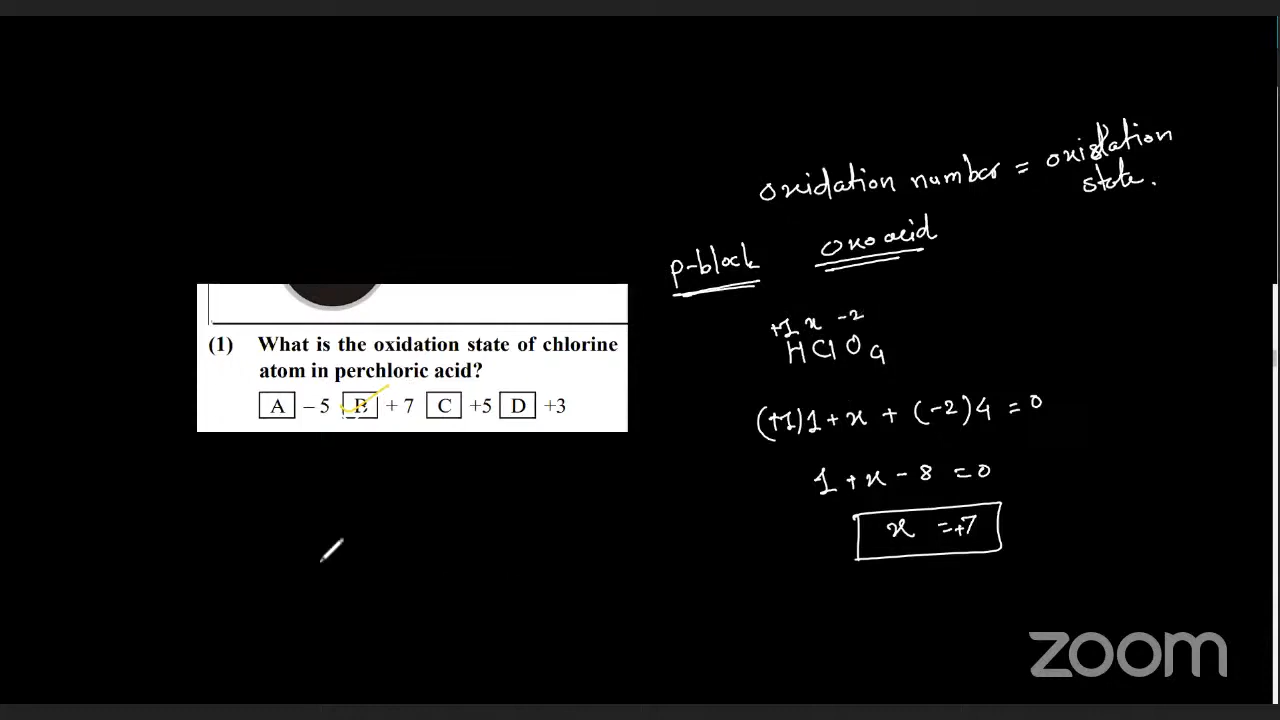 (1) What is the oxidation state of chlorine
atom in perchloric acid?
A – 5 B + 7 C +5 D +3
oxidation number = oxidation
state.
p-block oxo acid
+1 x -2
HClO4
(+1)1 + x + (-2)4 = 0
1 + x - 8 = 0
x = +7
zoom